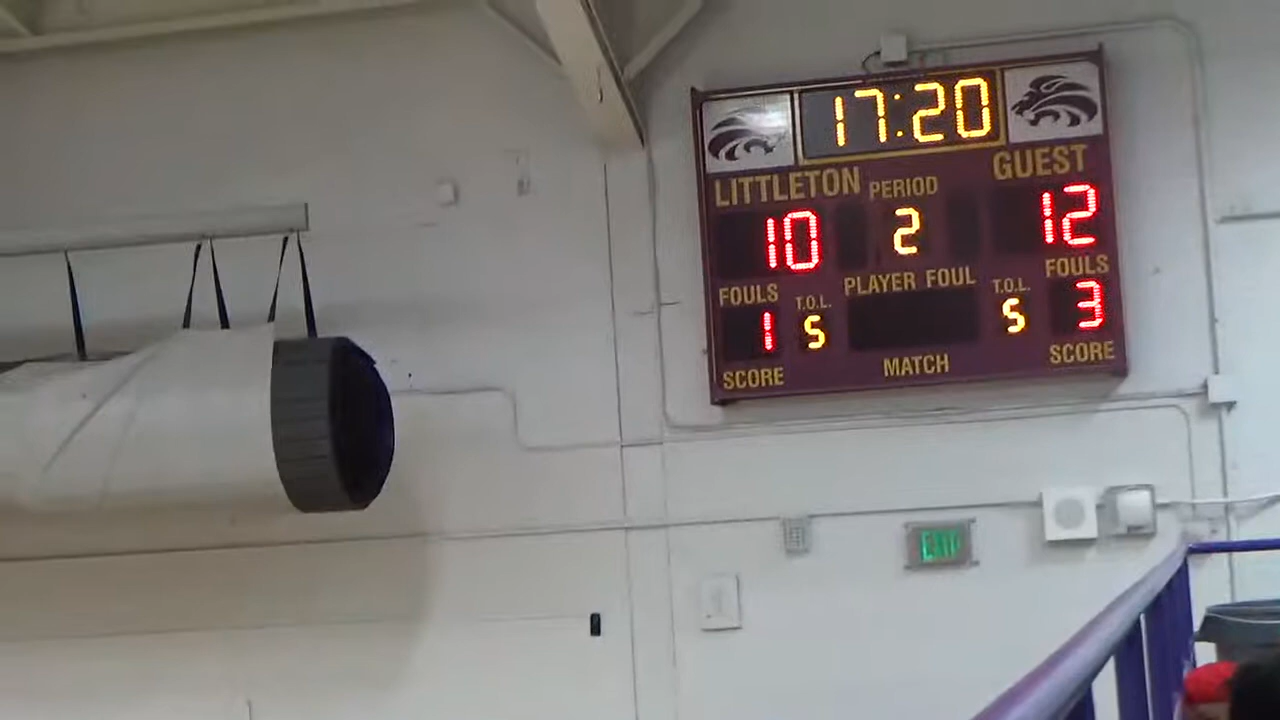 17:20
LITTLETON PERIOD GUEST
10 2 12
FOULS T.O.L. PLAYER FOUL T.O.L. FOULS
1 5 5 3
SCORE MATCH SCORE
EXIT